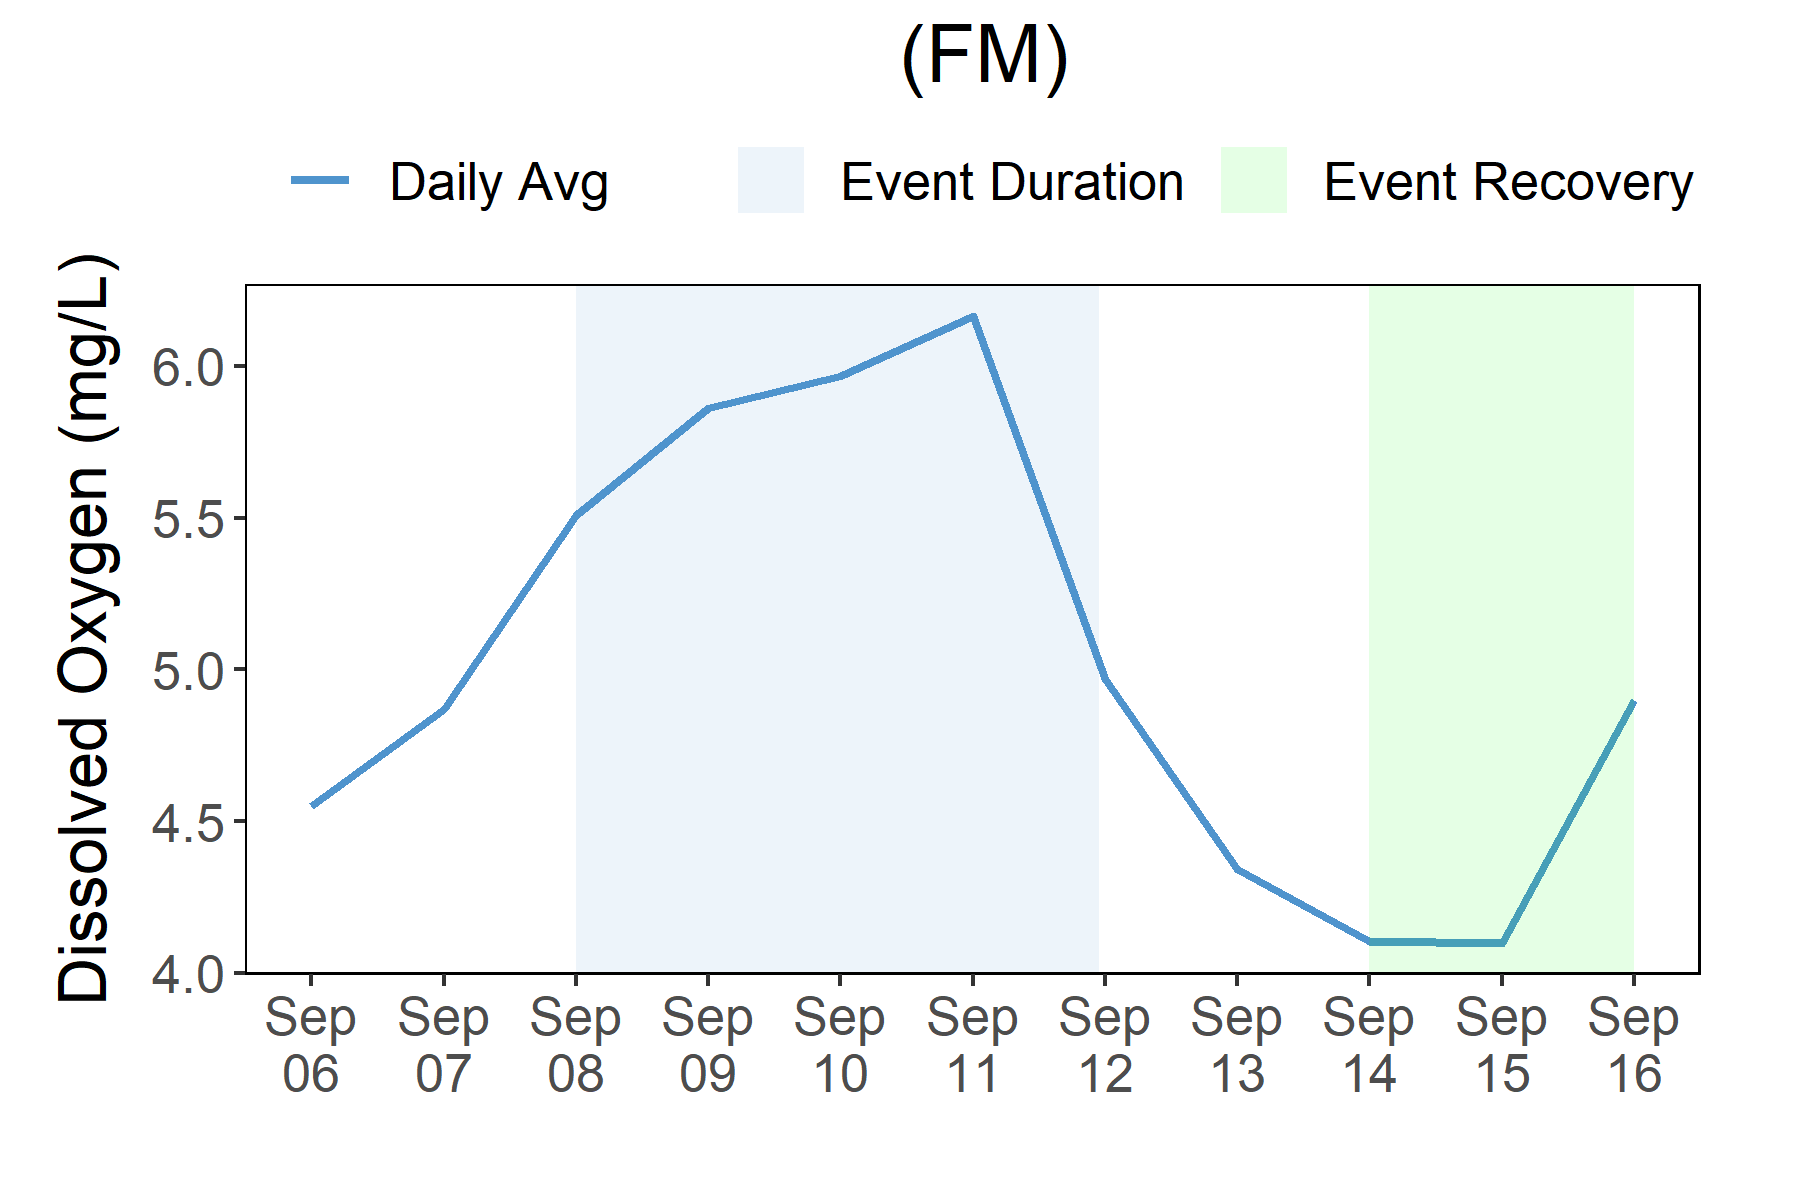 (FM)
Daily Avg Event Duration Event Recovery
Dissolved Oxygen (mg/L)
6.0
5.5
5.0
4.5
4.0
Sep Sep Sep Sep Sep Sep Sep Sep Sep Sep Sep
06 07 08 09 10 11 12 13 14 15 16